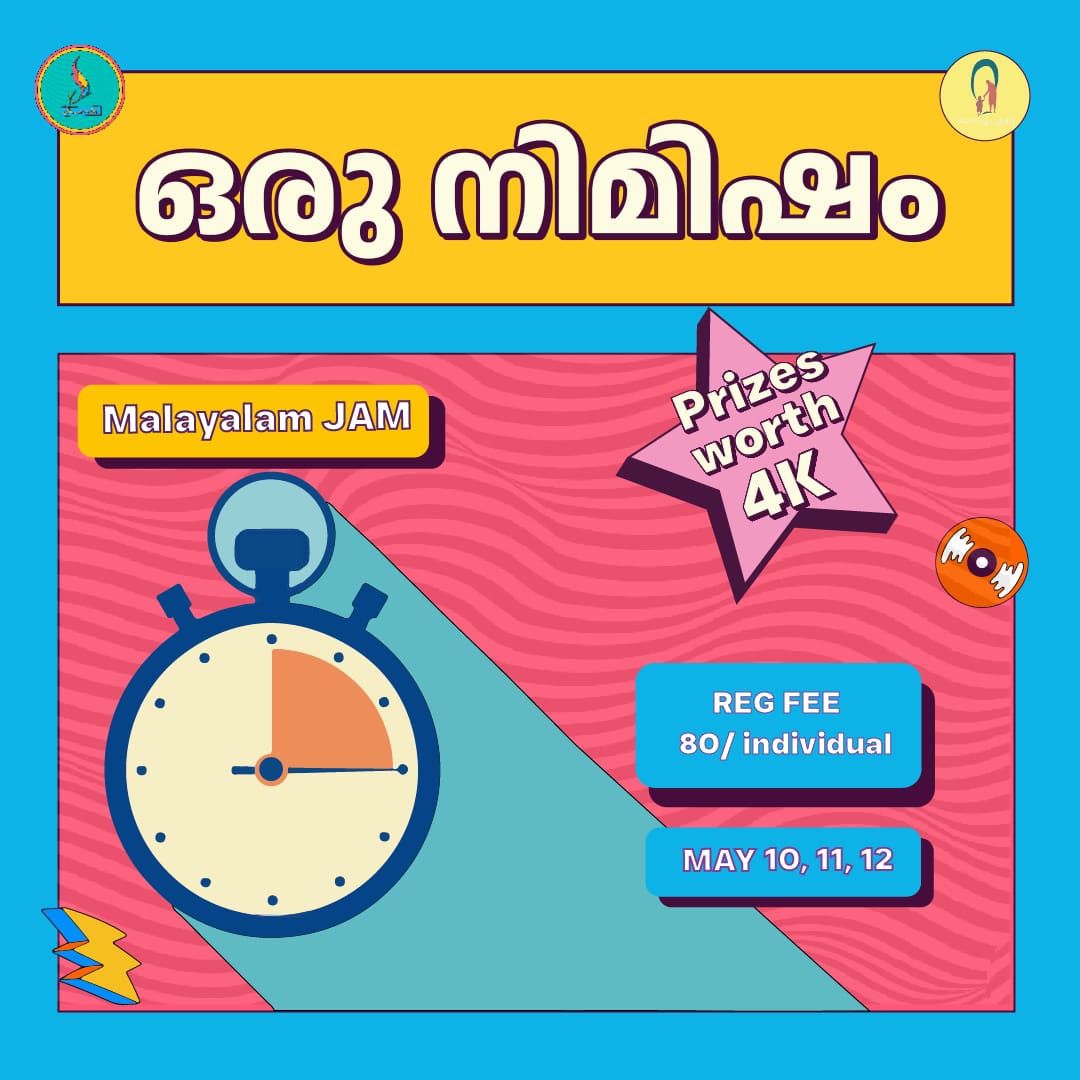 ഒരു നിമിഷം
Malayalam JAM
Prizes
worth
4K
REG FEE
80/ individual
MAY 10, 11, 12